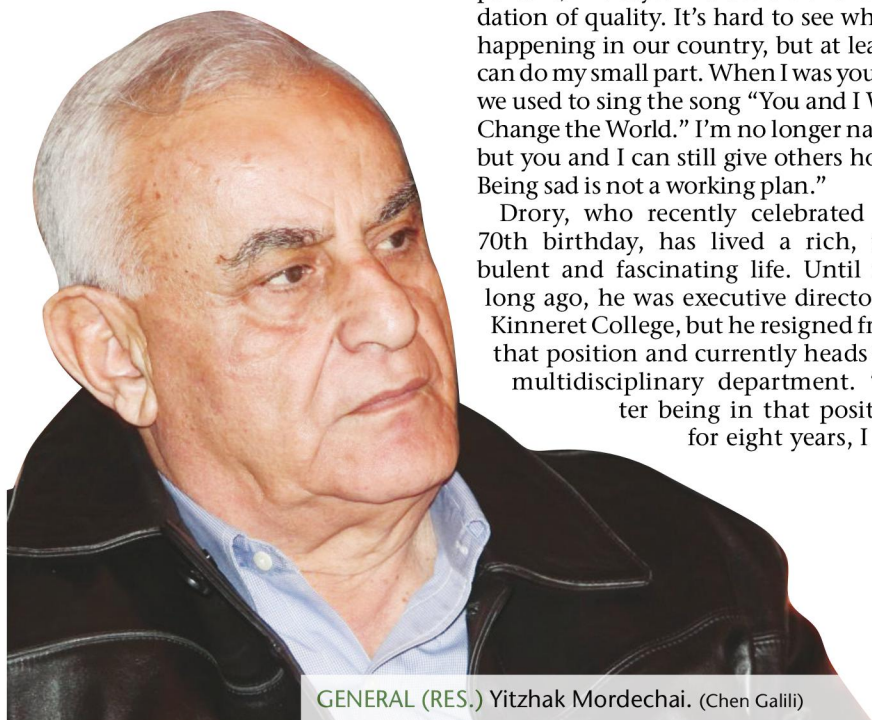 dation of quality. It's hard to see wh
happening in our country, but at lea
can do my small part. When I was you
we used to sing the song “You and I W
Change the World.” I'm no longer na
but you and I can still give others ho
Being sad is not a working plan.”
Drory, who recently celebrated
70th birthday, has lived a rich,
bulent and fascinating life. Until
long ago, he was executive directo
Kinneret College, but he resigned fr
that position and currently heads
multidisciplinary department.
ter being in that posit
for eight years, I
GENERAL (RES.) Yitzhak Mordechai. (Chen Galili)